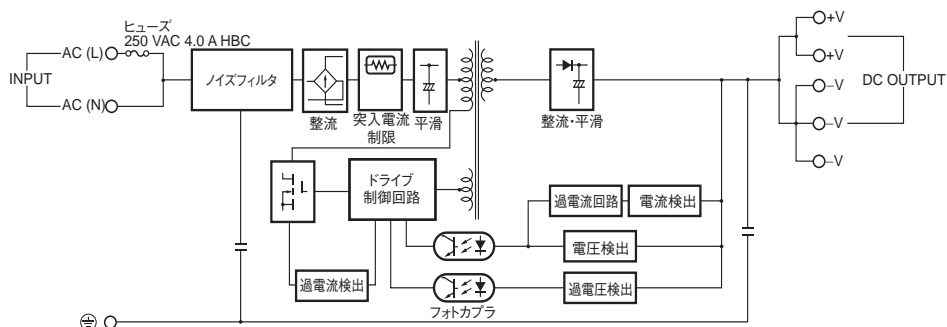 ヒューズ
250 VAC 4.0 A HBC
AC (L)
INPUT
AC (N)
ノイズフィルタ
整流
突入電流
制限
平滑
整流・平滑
+V
+V
−V
−V
−V
DC OUTPUT
ドライブ
制御回路
過電流回路
電流検出
電圧検出
過電流検出
過電圧検出
フォトカプラ